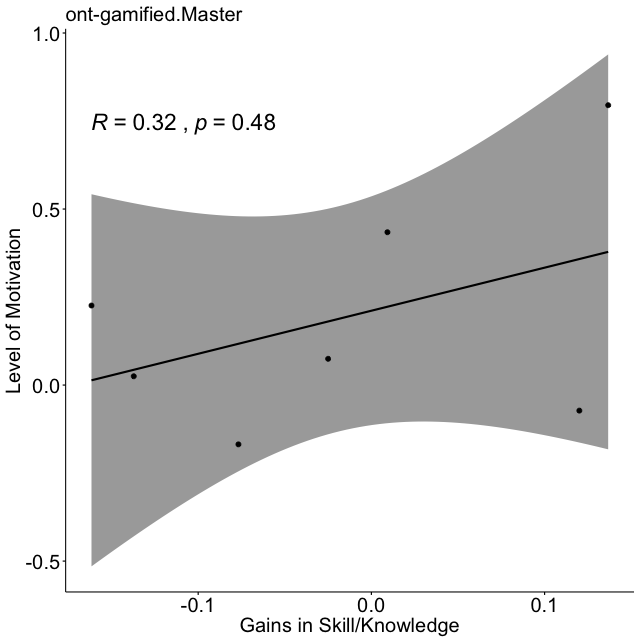 ont-gamified.Master
1.0
R = 0.32 , p = 0.48
0.5
Level of Motivation
0.0
-0.5
-0.1 0.0 0.1
Gains in Skill/Knowledge